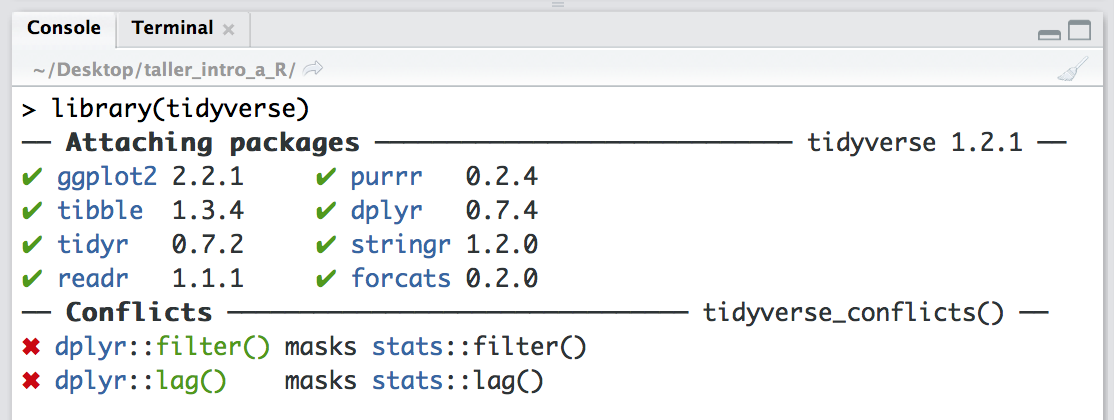 Console Terminal ×
~/Desktop/taller_intro_a_R/
> library(tidyverse)
── Attaching packages ───────────────────────────── tidyverse 1.2.1 ──
✔ ggplot2 2.2.1 ✔ purrr 0.2.4
✔ tibble 1.3.4 ✔ dplyr 0.7.4
✔ tidyr 0.7.2 ✔ stringr 1.2.0
✔ readr 1.1.1 ✔ forcats 0.2.0
── Conflicts ──────────────────────────────── tidyverse_conflicts() ──
✖ dplyr::filter() masks stats::filter()
✖ dplyr::lag() masks stats::lag()